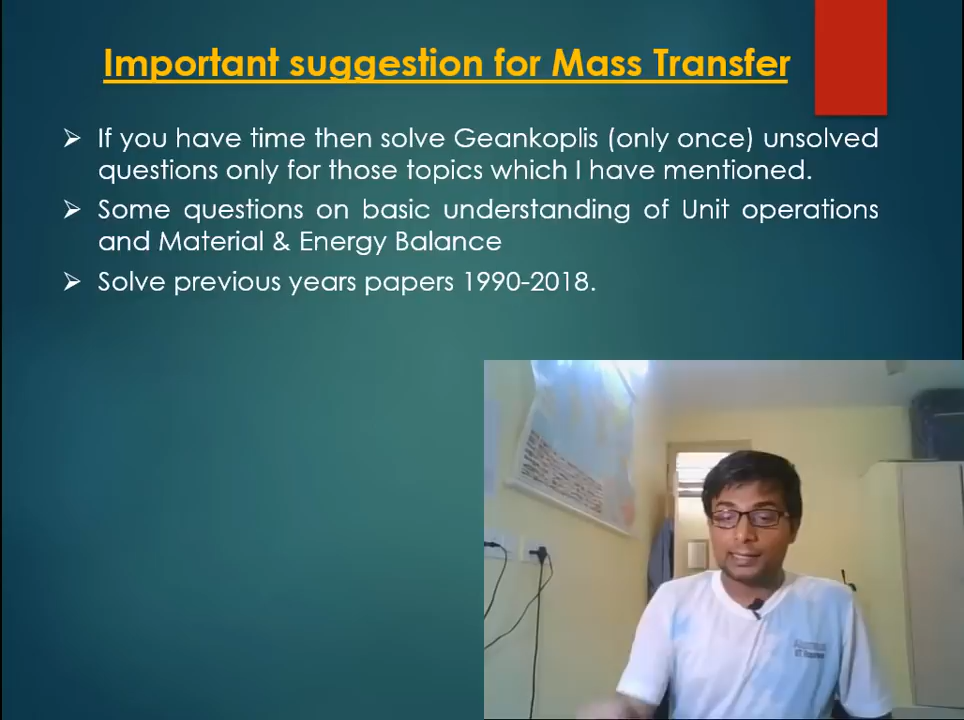 Important suggestion for Mass Transfer
If you have time then solve Geankoplis (only once) unsolved
questions only for those topics which I have mentioned.
Some questions on basic understanding of Unit operations
and Material & Energy Balance
Solve previous years papers 1990-2018.